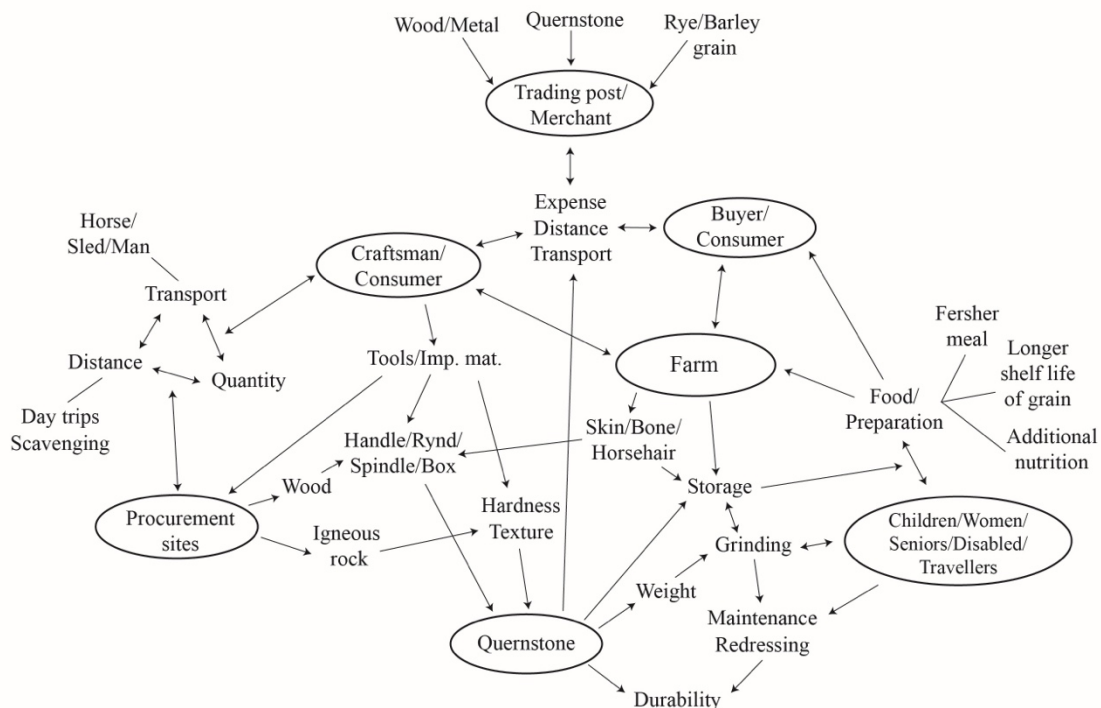 Wood/Metal
Quernstone
Rye/Barley
grain
Trading post/
Merchant
Expense
Distance
Transport
Buyer/
Consumer
Horse/
Sled/Man
Craftsman/
Consumer
Transport
Distance
Quantity
Tools/Imp. mat.
Farm
Fersher
meal
Longer
shelf life
of grain
Food/
Preparation
Additional
nutrition
Day trips
Scavenging
Handle/Rynd/
Spindle/Box
Skin/Bone/
Horsehair
Wood
Storage
Procurement
sites
Igneous
rock
Hardness
Texture
Grinding
Children/Women/
Seniors/Disabled/
Travellers
Weight
Quernstone
Maintenance
Redressing
Durability